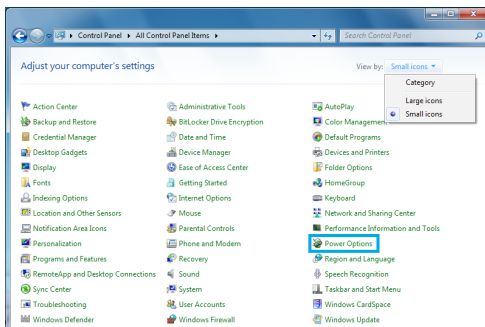 Control Panel ▸ All Control Panel Items ▸ Search Control Panel
Adjust your computer's settings View by: Small icons
Category
Large icons
Small icons
Action Center Administrative Tools AutoPlay
Backup and Restore BitLocker Drive Encryption Color Management
Credential Manager Date and Time Default Programs
Desktop Gadgets Device Manager Devices and Printers
Display Ease of Access Center Folder Options
Fonts Getting Started HomeGroup
Indexing Options Internet Options Keyboard
Location and Other Sensors Mouse Network and Sharing Center
Notification Area Icons Parental Controls Performance Information and Tools
Personalization Phone and Modem Power Options
Programs and Features Recovery Region and Language
RemoteApp and Desktop Connections Sound Speech Recognition
Sync Center System Taskbar and Start Menu
Troubleshooting User Accounts Windows CardSpace
Windows Defender Windows Firewall Windows Update